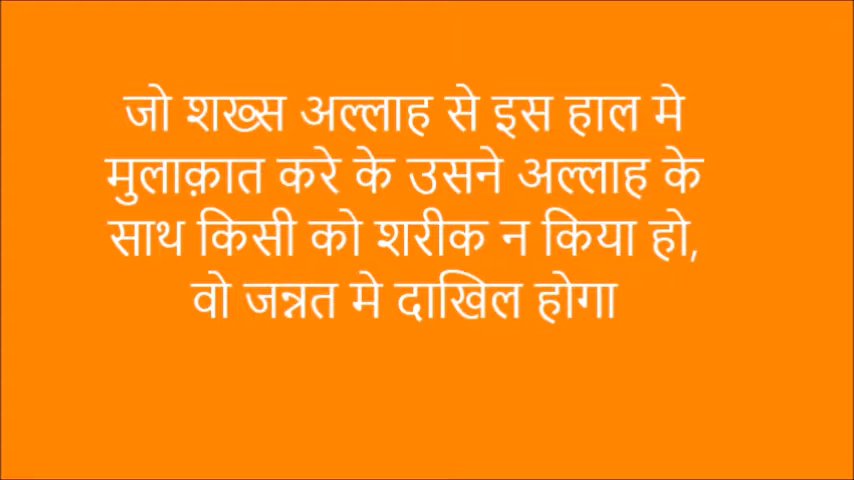 जो शख्स अल्लाह से इस हाल मे
मुलाक़ात करे के उसने अल्लाह के
साथ किसी को शरीक न किया हो,
वो जन्नत मे दाखिल होगा